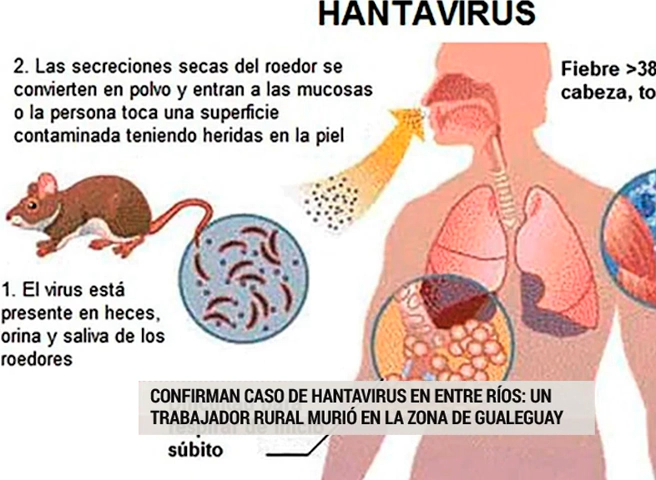 HANTAVIRUS
2. Las secreciones secas del roedor se
convierten en polvo y entran a las mucosas
o la persona toca una superficie
contaminada teniendo heridas en la piel
Fiebre >38
cabeza, to
1. El virus está
presente en heces,
orina y saliva de los
roedores
CONFIRMAN CASO DE HANTAVIRUS EN ENTRE RÍOS: UN
TRABAJADOR RURAL MURIÓ EN LA ZONA DE GUALEGUAY
súbito